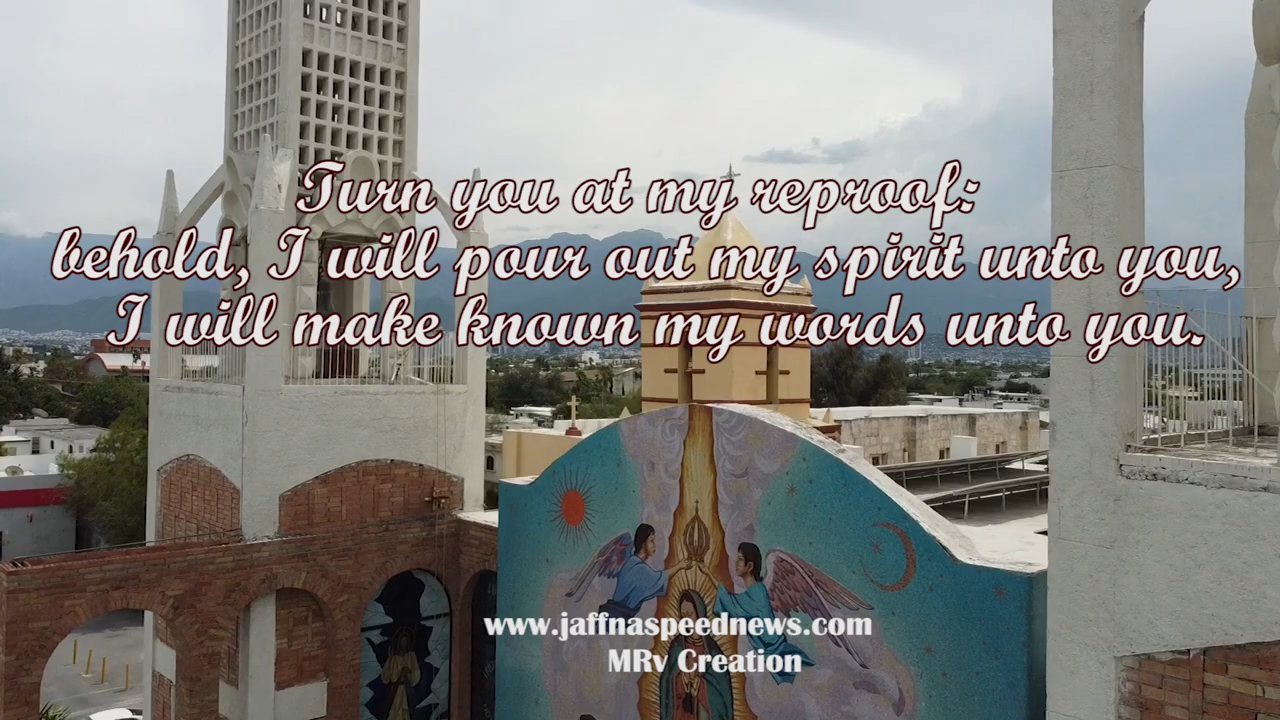 Turn you at my reproof:
behold, I will pour out my spirit unto you,
I will make known my words unto you.
www.jaffnaspeednews.com
MRv Creation